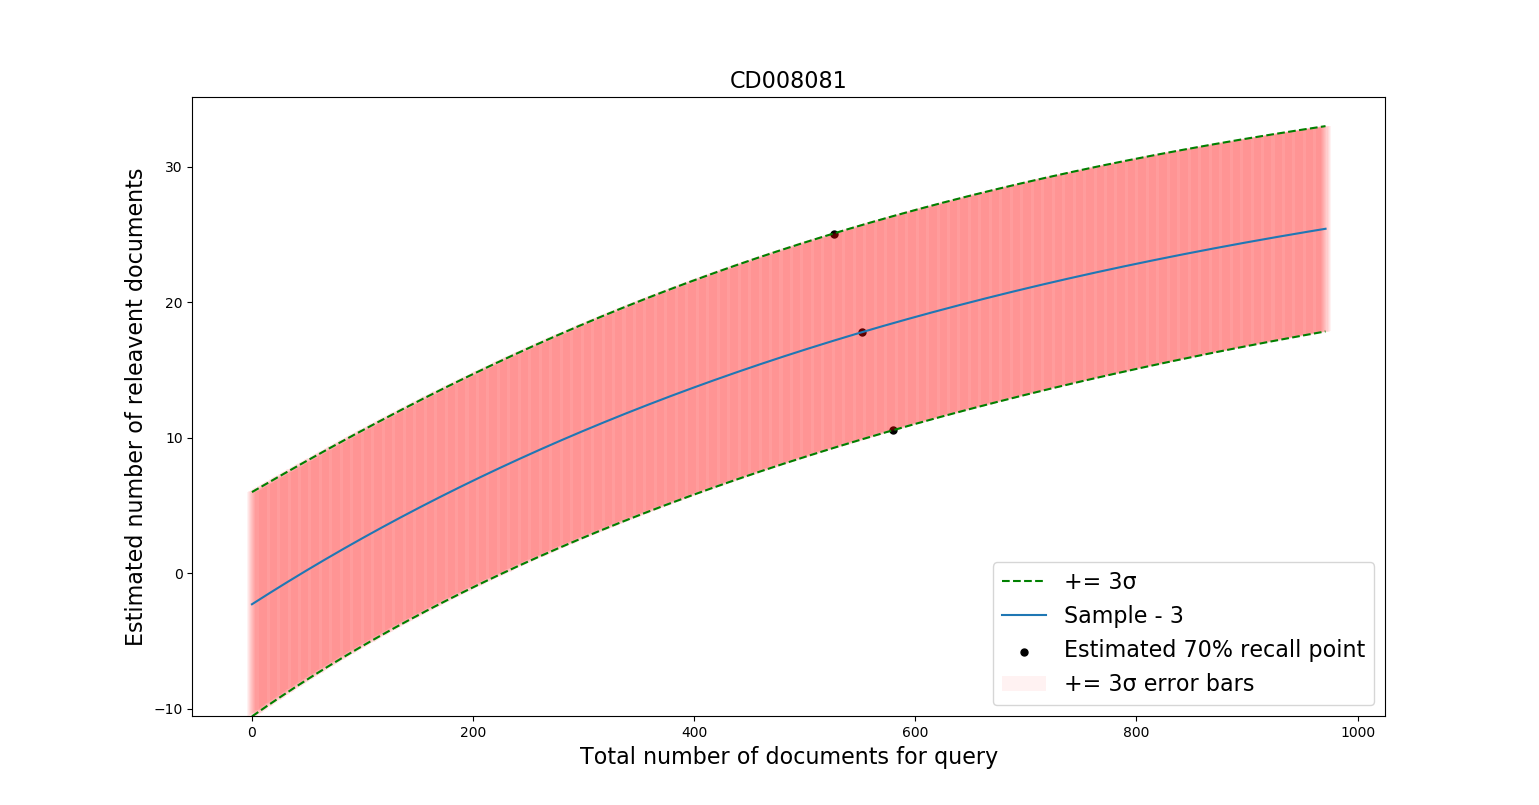 CD008081
Estimated number of releavent documents
30
20
10
0
−10
+= 3σ
Sample - 3
Estimated 70% recall point
+= 3σ error bars
0 200 400 600 800 1000
Total number of documents for query